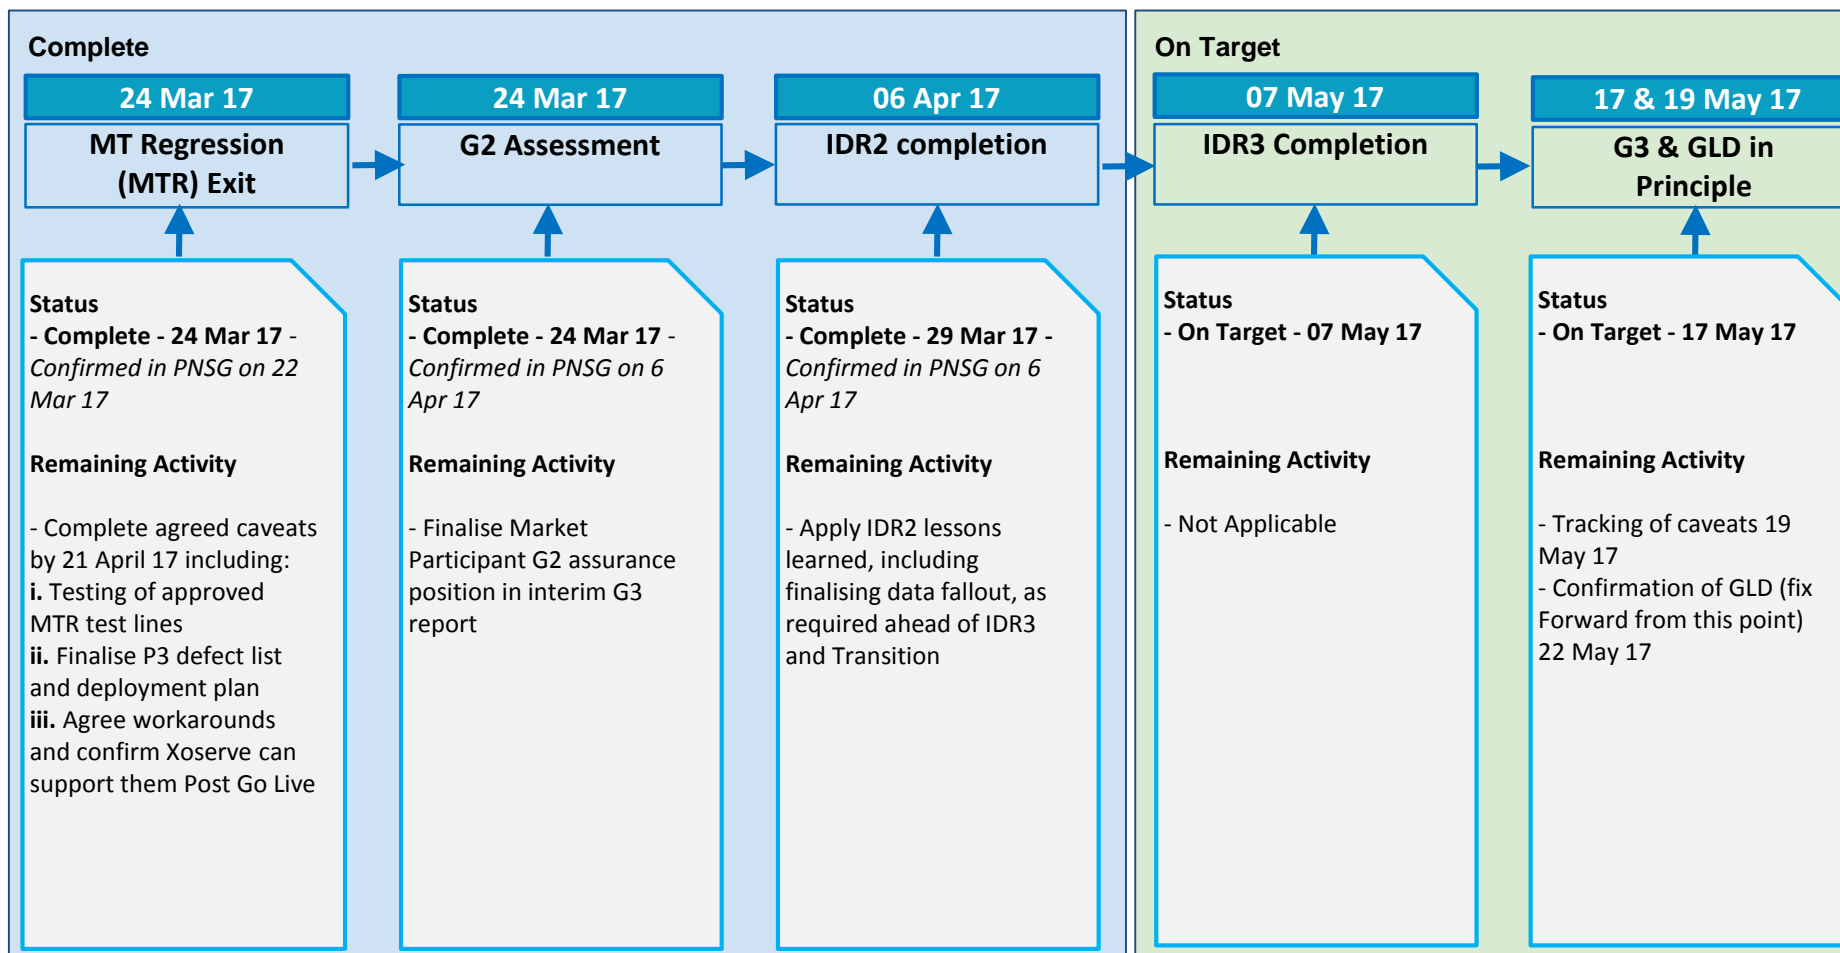 Complete
On Target
24 Mar 17
24 Mar 17
06 Apr 17
07 May 17
17 & 19 May 17
MT Regression
(MTR) Exit
G2 Assessment
IDR2 completion
IDR3 Completion
G3 & GLD in
Principle
Status
- Complete - 24 Mar 17 -
Confirmed in PNSG on 22
Mar 17
Remaining Activity
- Complete agreed caveats
by 21 April 17 including:
i. Testing of approved
MTR test lines
ii. Finalise P3 defect list
and deployment plan
iii. Agree workarounds
and confirm Xoserve can
support them Post Go Live
Status
- Complete - 24 Mar 17 -
Confirmed in PNSG on 6
Apr 17
Remaining Activity
- Finalise Market
Participant G2 assurance
position in interim G3
report
Status
- Complete - 29 Mar 17 -
Confirmed in PNSG on 6
Apr 17
Remaining Activity
- Apply IDR2 lessons
learned, including
finalising data fallout, as
required ahead of IDR3
and Transition
Status
- On Target - 07 May 17
Remaining Activity
- Not Applicable
Status
- On Target - 17 May 17
Remaining Activity
- Tracking of caveats 19
May 17
- Confirmation of GLD (fix
Forward from this point)
22 May 17